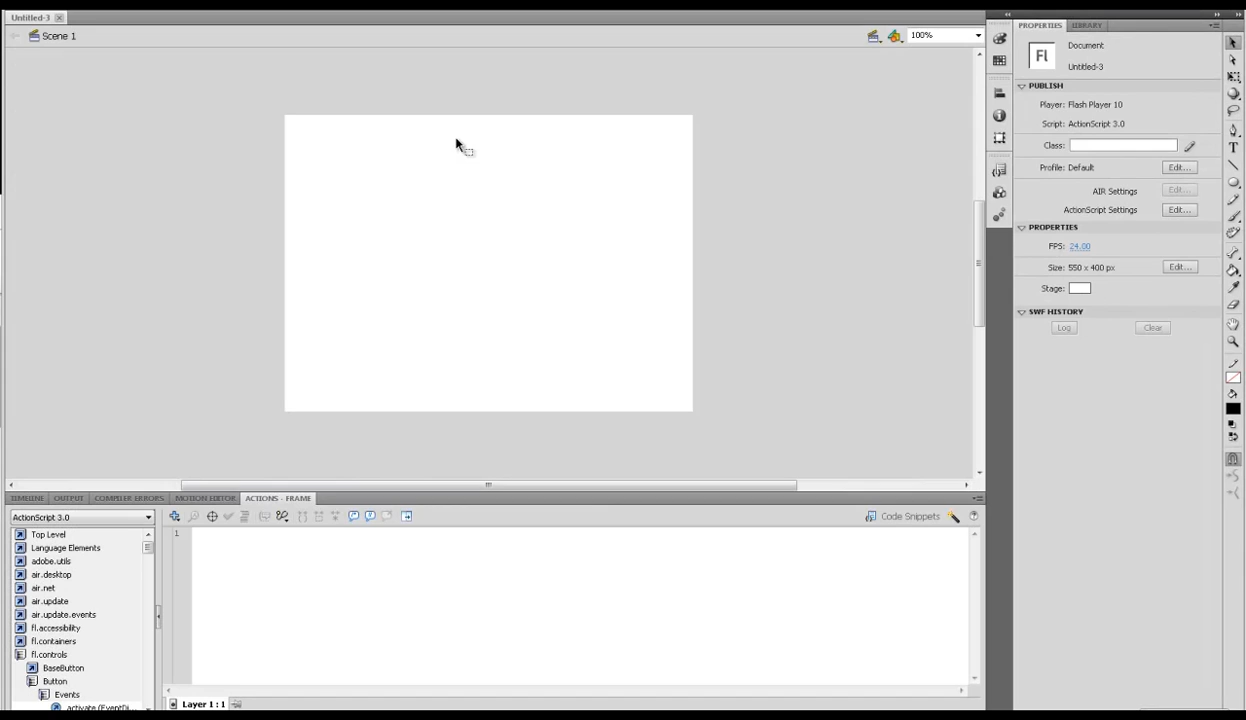 Untitled-3
Scene 1
100%
TIMELINE OUTPUT COMPILER ERRORS MOTION EDITOR ACTIONS - FRAME
ActionScript 3.0
Top Level
Language Elements
adobe.utils
air.desktop
air.net
air.update
air.update.events
fl.accessibility
fl.containers
fl.controls
BaseButton
Button
Events
activate (EventDi...
Code Snippets
1
Layer 1 : 1
PROPERTIES LIBRARY
Fl
Document
Untitled-3
PUBLISH
Player: Flash Player 10
Script: ActionScript 3.0
Class:
Profile: Default Edit...
AIR Settings Edit...
ActionScript Settings Edit...
PROPERTIES
FPS: 24.00
Size: 550 x 400 px Edit...
Stage:
SWF HISTORY
Log Clear